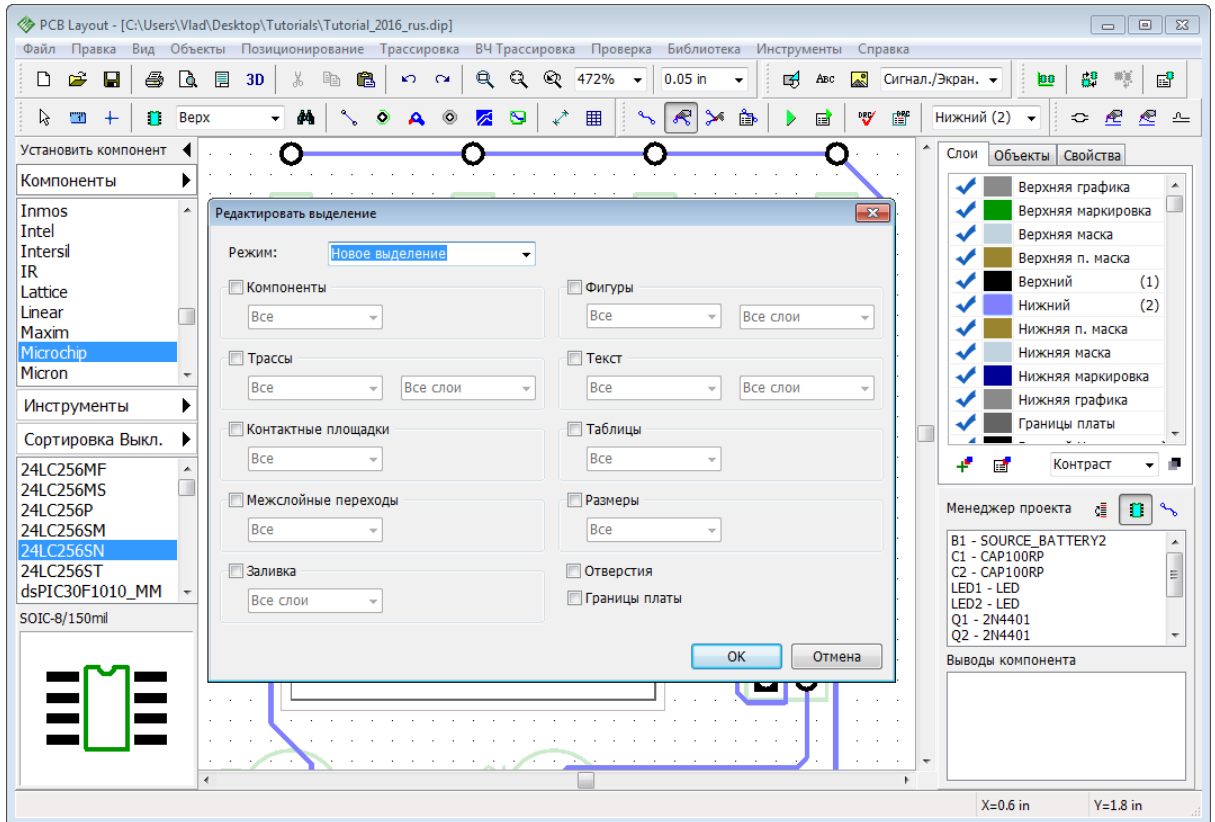 PCB Layout - [C:\Users\Vlad\Desktop\Tutorials\Tutorial_2016_rus.dip]
Файл Правка Вид Объекты Позиционирование Трассировка ВЧ Трассировка Проверка Библиотека Инструменты Справка
3D 472% 0.05 in ABC Сигнал./Экран.
Верх DRC DRC Нижний (2)
Установить компонент
Компоненты
Inmos
Intel
Intersil
IR
Lattice
Linear
Maxim
Microchip
Micron
Инструменты
Сортировка Выкл.
24LC256MF
24LC256MS
24LC256P
24LC256SM
24LC256SN
24LC256ST
dsPIC30F1010_MM
SOIC-8/150mil
Редактировать выделение
Режим: Новое выделение
Компоненты
Все
Фигуры
Все Все слои
Трассы
Все Все слои
Текст
Все Все слои
Контактные площадки
Все
Таблицы
Все
Межслойные переходы
Все
Размеры
Все
Заливка
Все слои
Отверстия
Границы платы
OK Отмена
Слои Объекты Свойства
Верхняя графика
Верхняя маркировка
Верхняя маска
Верхняя п. маска
Верхний (1)
Нижний (2)
Нижняя п. маска
Нижняя маска
Нижняя маркировка
Нижняя графика
Границы платы
Контраст
Менеджер проекта
B1 - SOURCE_BATTERY2
C1 - CAP100RP
C2 - CAP100RP
LED1 - LED
LED2 - LED
Q1 - 2N4401
Q2 - 2N4401
Выводы компонента
X=0.6 in Y=1.8 in